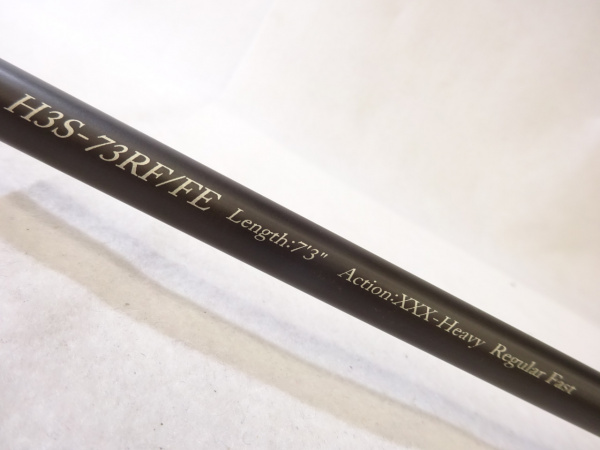 H3S-73RF/FE Length:7'3" Action:XXX-Heavy Regular Fast